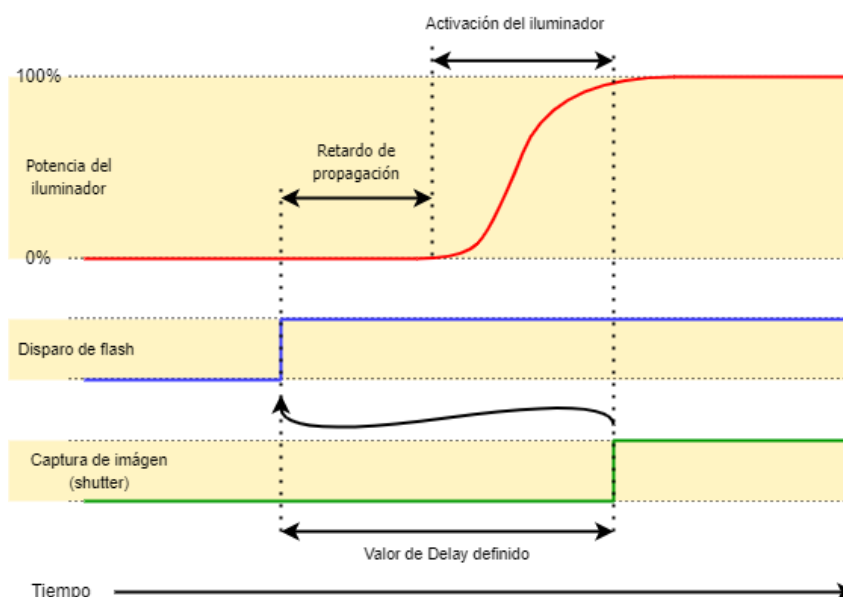 Activación del iluminador
100%
Retardo de
propagación
Potencia del
iluminador
0%
Disparo de flash
Captura de imágen
(shutter)
Valor de Delay definido
Tiempo